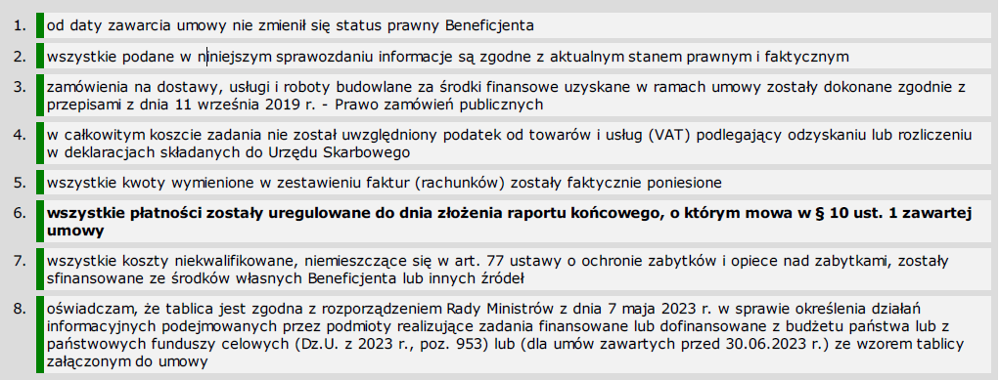 1. od daty zawarcia umowy nie zmienił się status prawny Beneficjenta
2. wszystkie podane w niniejszym sprawozdaniu informacje są zgodne z aktualnym stanem prawnym i faktycznym
3. zamówienia na dostawy, usługi i roboty budowlane za środki finansowe uzyskane w ramach umowy zostały dokonane zgodnie z
przepisami z dnia 11 września 2019 r. - Prawo zamówień publicznych
4. w całkowitym koszcie zadania nie został uwzględniony podatek od towarów i usług (VAT) podlegający odzyskaniu lub rozliczeniu
w deklaracjach składanych do Urzędu Skarbowego
5. wszystkie kwoty wymienione w zestawieniu faktur (rachunków) zostały faktycznie poniesione
6. wszystkie płatności zostały uregulowane do dnia złożenia raportu końcowego, o którym mowa w § 10 ust. 1 zawartej
umowy
7. wszystkie koszty niekwalifikowane, niemieszczące się w art. 77 ustawy o ochronie zabytków i opiece nad zabytkami, zostały
sfinansowane ze środków własnych Beneficjenta lub innych źródeł
8. oświadczam, że tablica jest zgodna z rozporządzeniem Rady Ministrów z dnia 7 maja 2023 r. w sprawie określenia działań
informacyjnych podejmowanych przez podmioty realizujące zadania finansowane lub dofinansowane z budżetu państwa lub z
państwowych funduszy celowych (Dz.U. z 2023 r., poz. 953) lub (dla umów zawartych przed 30.06.2023 r.) ze wzorem tablicy
załączonym do umowy